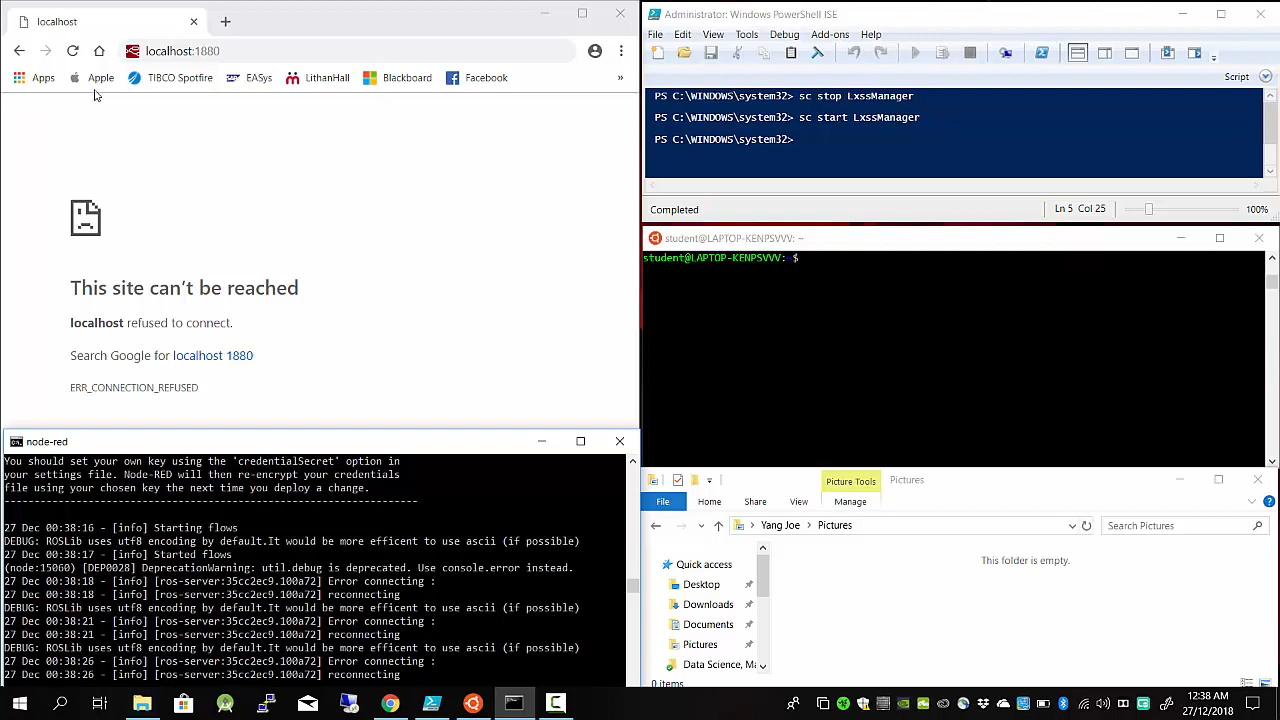 localhost
localhost:1880
Apps Apple TIBCO Spotfire EASys LithanHall Blackboard Facebook »
This site can't be reached
localhost refused to connect.
Search Google for localhost 1880
ERR_CONNECTION_REFUSED
node-red
You should set your own key using the 'credentialSecret' option in
your settings file. Node-RED will then re-encrypt your credentials
file using your chosen key the next time you deploy a change.
---------------------------------------------------------------------
27 Dec 00:38:16 - [info] Starting flows
DEBUG: ROSLib uses utf8 encoding by default.It would be more efficent to use ascii (if possible)
27 Dec 00:38:17 - [info] Started flows
(node:15060) [DEP0028] DeprecationWarning: util.debug is deprecated. Use console.error instead.
27 Dec 00:38:18 - [info] [ros-server:35cc2ec9.100a72] Error connecting :
27 Dec 00:38:18 - [info] [ros-server:35cc2ec9.100a72] reconnecting
DEBUG: ROSLib uses utf8 encoding by default.It would be more efficent to use ascii (if possible)
27 Dec 00:38:21 - [info] [ros-server:35cc2ec9.100a72] Error connecting :
27 Dec 00:38:21 - [info] [ros-server:35cc2ec9.100a72] reconnecting
DEBUG: ROSLib uses utf8 encoding by default.It would be more efficent to use ascii (if possible)
27 Dec 00:38:26 - [info] [ros-server:35cc2ec9.100a72] Error connecting :
27 Dec 00:38:26 - [info] [ros-server:35cc2ec9.100a72] reconnecting
Administrator: Windows PowerShell ISE
File Edit View Tools Debug Add-ons Help
Script
PS C:\WINDOWS\system32> sc stop LxssManager
PS C:\WINDOWS\system32> sc start LxssManager
PS C:\WINDOWS\system32>
Completed Ln 5 Col 25 100%
student@LAPTOP-KENPSVVV: ~
student@LAPTOP-KENPSVVV:~$
Picture Tools Pictures
File Home Share View Manage
Yang Joe Pictures Search Pictures
Quick access
Desktop
Downloads
Documents
Pictures
Data Science, Ma
This folder is empty.
0 items
12:38 AM
27/12/2018